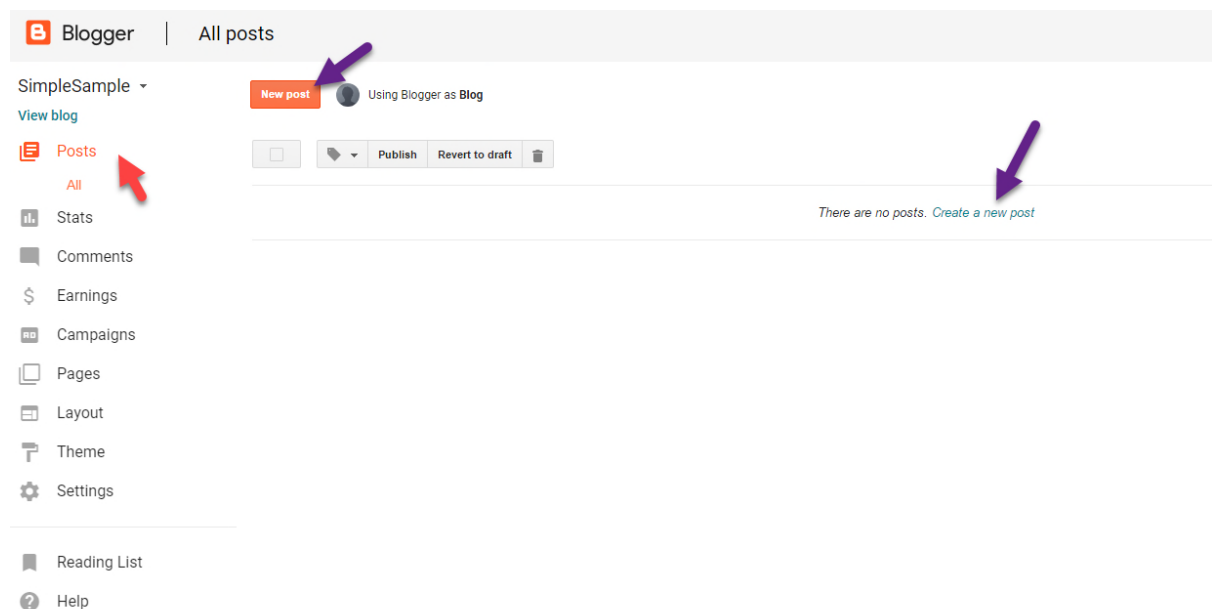 Blogger
All posts
SimpleSample
View blog
New post
Using Blogger as Blog
Posts
All
Publish
Revert to draft
There are no posts. Create a new post
Stats
Comments
Earnings
Campaigns
Pages
Layout
Theme
Settings
Reading List
Help